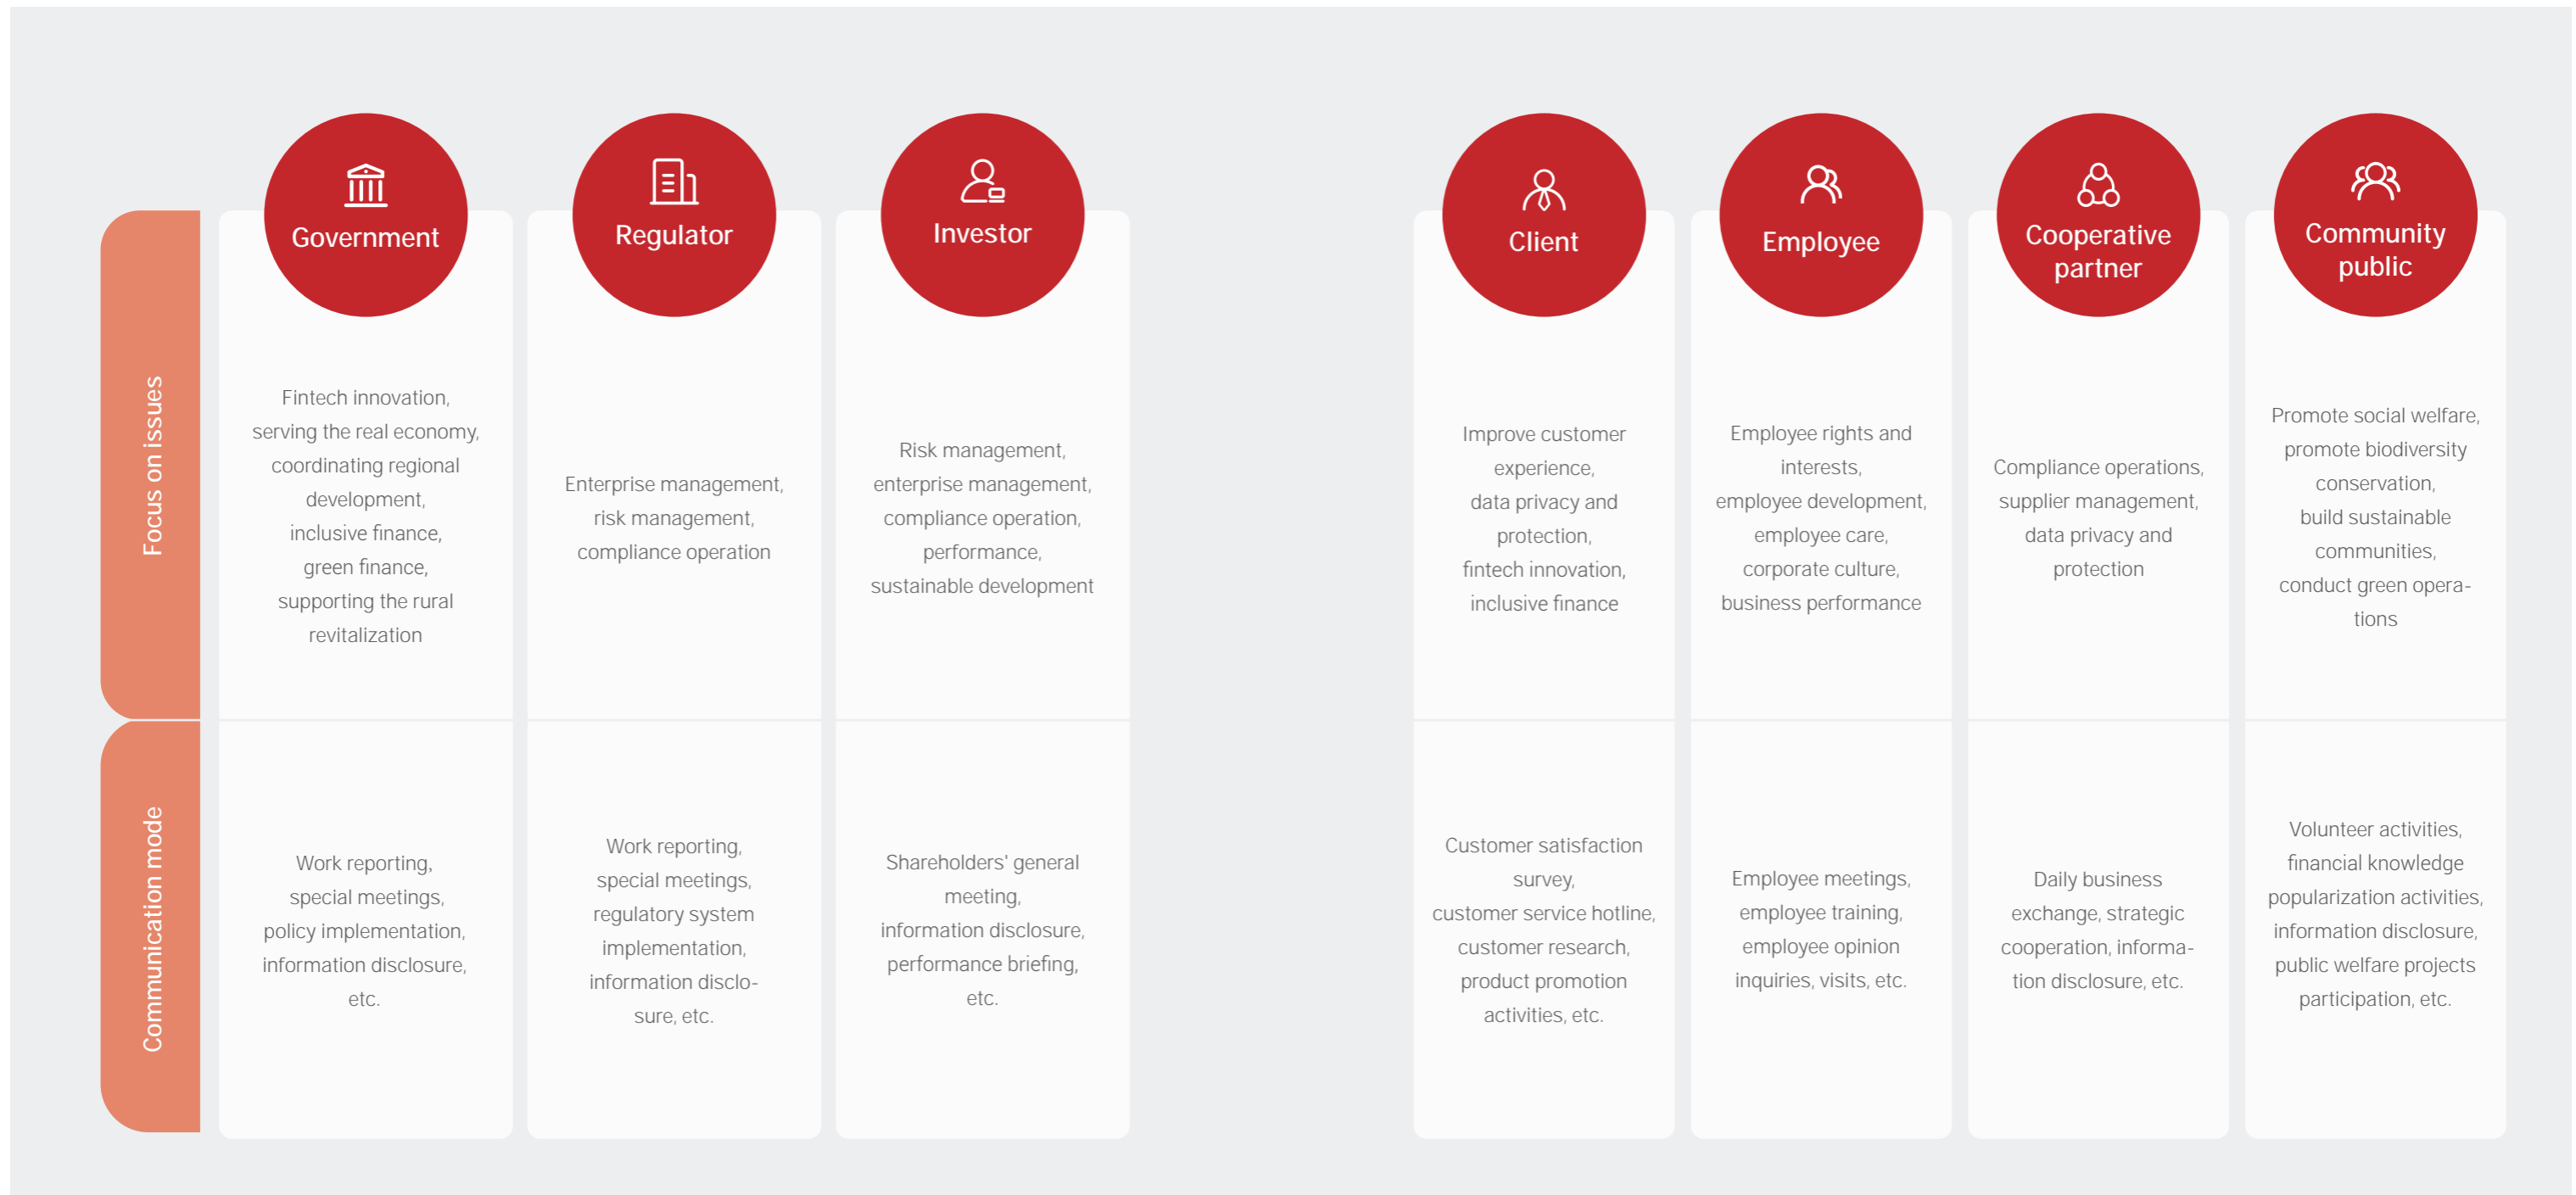 Government
Regulator
Investor
Client
Employee
Cooperative
partner
Community
public
Focus on issues
Fintech innovation,
serving the real economy,
coordinating regional
development,
inclusive finance,
green finance,
supporting the rural
revitalization
Enterprise management,
risk management,
compliance operation
Risk management,
enterprise management,
compliance operation,
performance,
sustainable development
Improve customer
experience,
data privacy and
protection,
fintech innovation,
inclusive finance
Employee rights and
interests,
employee development,
employee care,
corporate culture,
business performance
Compliance operations,
supplier management,
data privacy and
protection
Promote social welfare,
promote biodiversity
conservation,
build sustainable
communities,
conduct green opera-
tions
Communication mode
Work reporting,
special meetings,
policy implementation,
information disclosure,
etc.
Work reporting,
special meetings,
regulatory system
implementation,
information disclo-
sure, etc.
Shareholders' general
meeting,
information disclosure,
performance briefing,
etc.
Customer satisfaction
survey,
customer service hotline,
customer research,
product promotion
activities, etc.
Employee meetings,
employee training,
employee opinion
inquiries, visits, etc.
Daily business
exchange, strategic
cooperation, informa-
tion disclosure, etc.
Volunteer activities,
financial knowledge
popularization activities,
information disclosure,
public welfare projects
participation, etc.